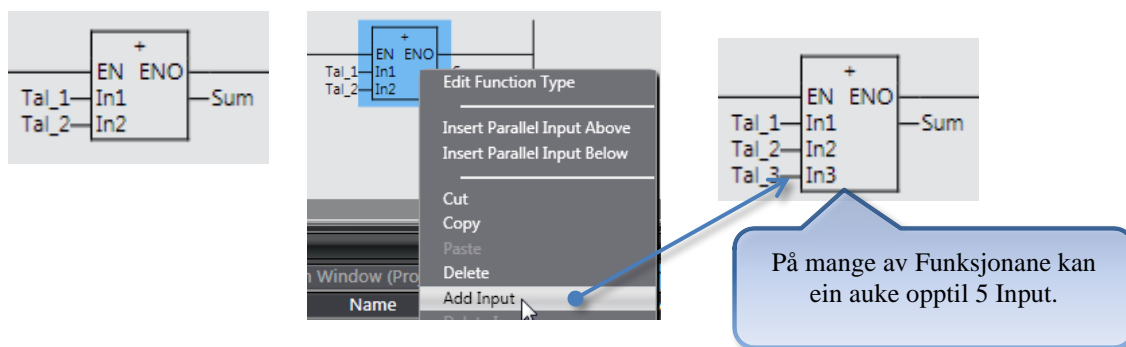 +
EN ENO
Tal_1 In1 Sum
Tal_2 In2
+
EN ENO
Tal_1 In1
Tal_2 In2
Edit Function Type
Insert Parallel Input Above
Insert Parallel Input Below
Cut
Copy
Paste
Delete
Add Input
Window (Pro
Name
+
EN ENO
Tal_1 In1 Sum
Tal_2 In2
Tal_3 In3
På mange av Funksjonane kan
ein auke opptil 5 Input.